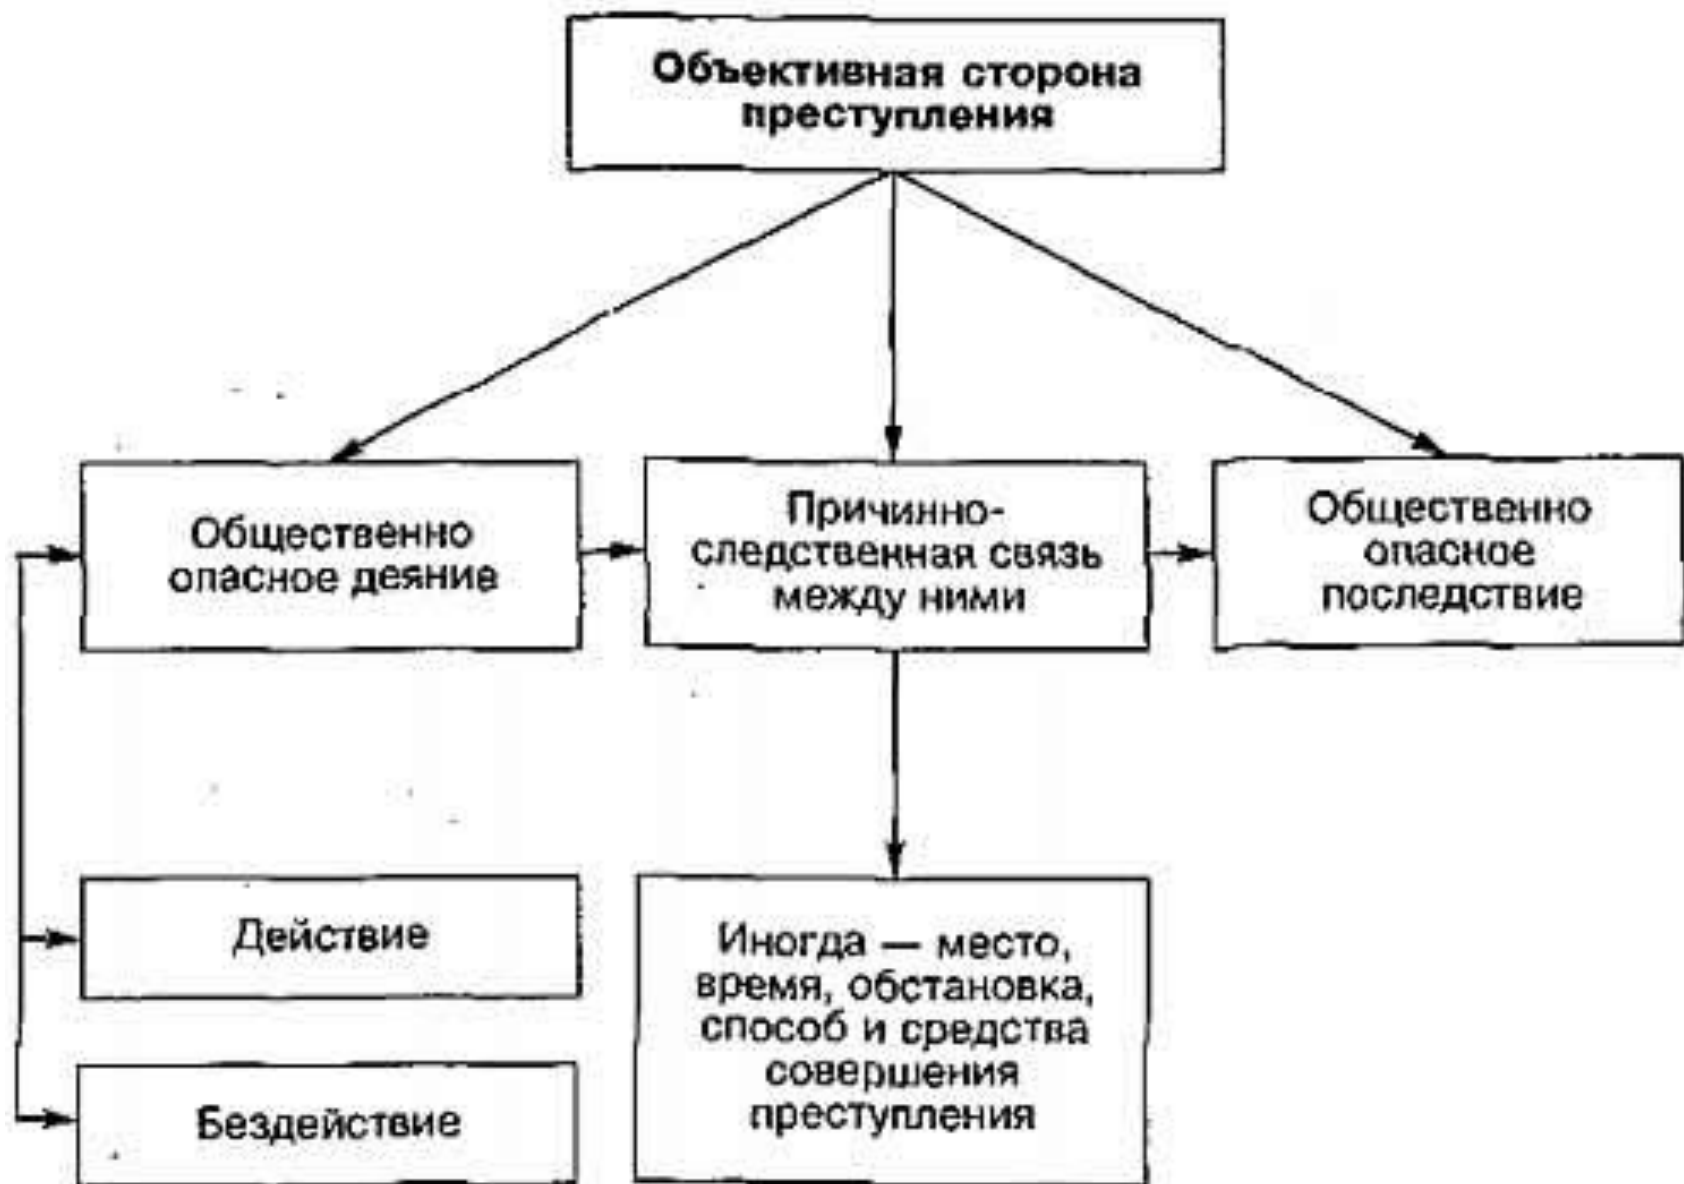 Объективная сторона
преступления
Общественно
опасное деяние
Причинно-
следственная связь
между ними
Общественно
опасное
последствие
Действие
Бездействие
Иногда — место,
время, обстановка,
способ и средства
совершения
преступления